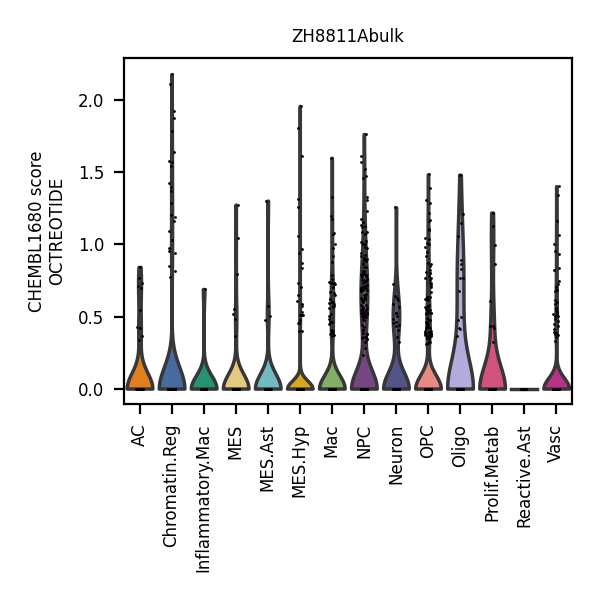 ZH8811Abulk
CHEMBL1680 score
OCTREOTIDE
2.0
1.5
1.0
0.5
0.0
AC
Chromatin.Reg
Inflammatory.Mac
MES
MES.Ast
MES.Hyp
Mac
NPC
Neuron
OPC
Oligo
Prolif.Metab
Reactive.Ast
Vasc